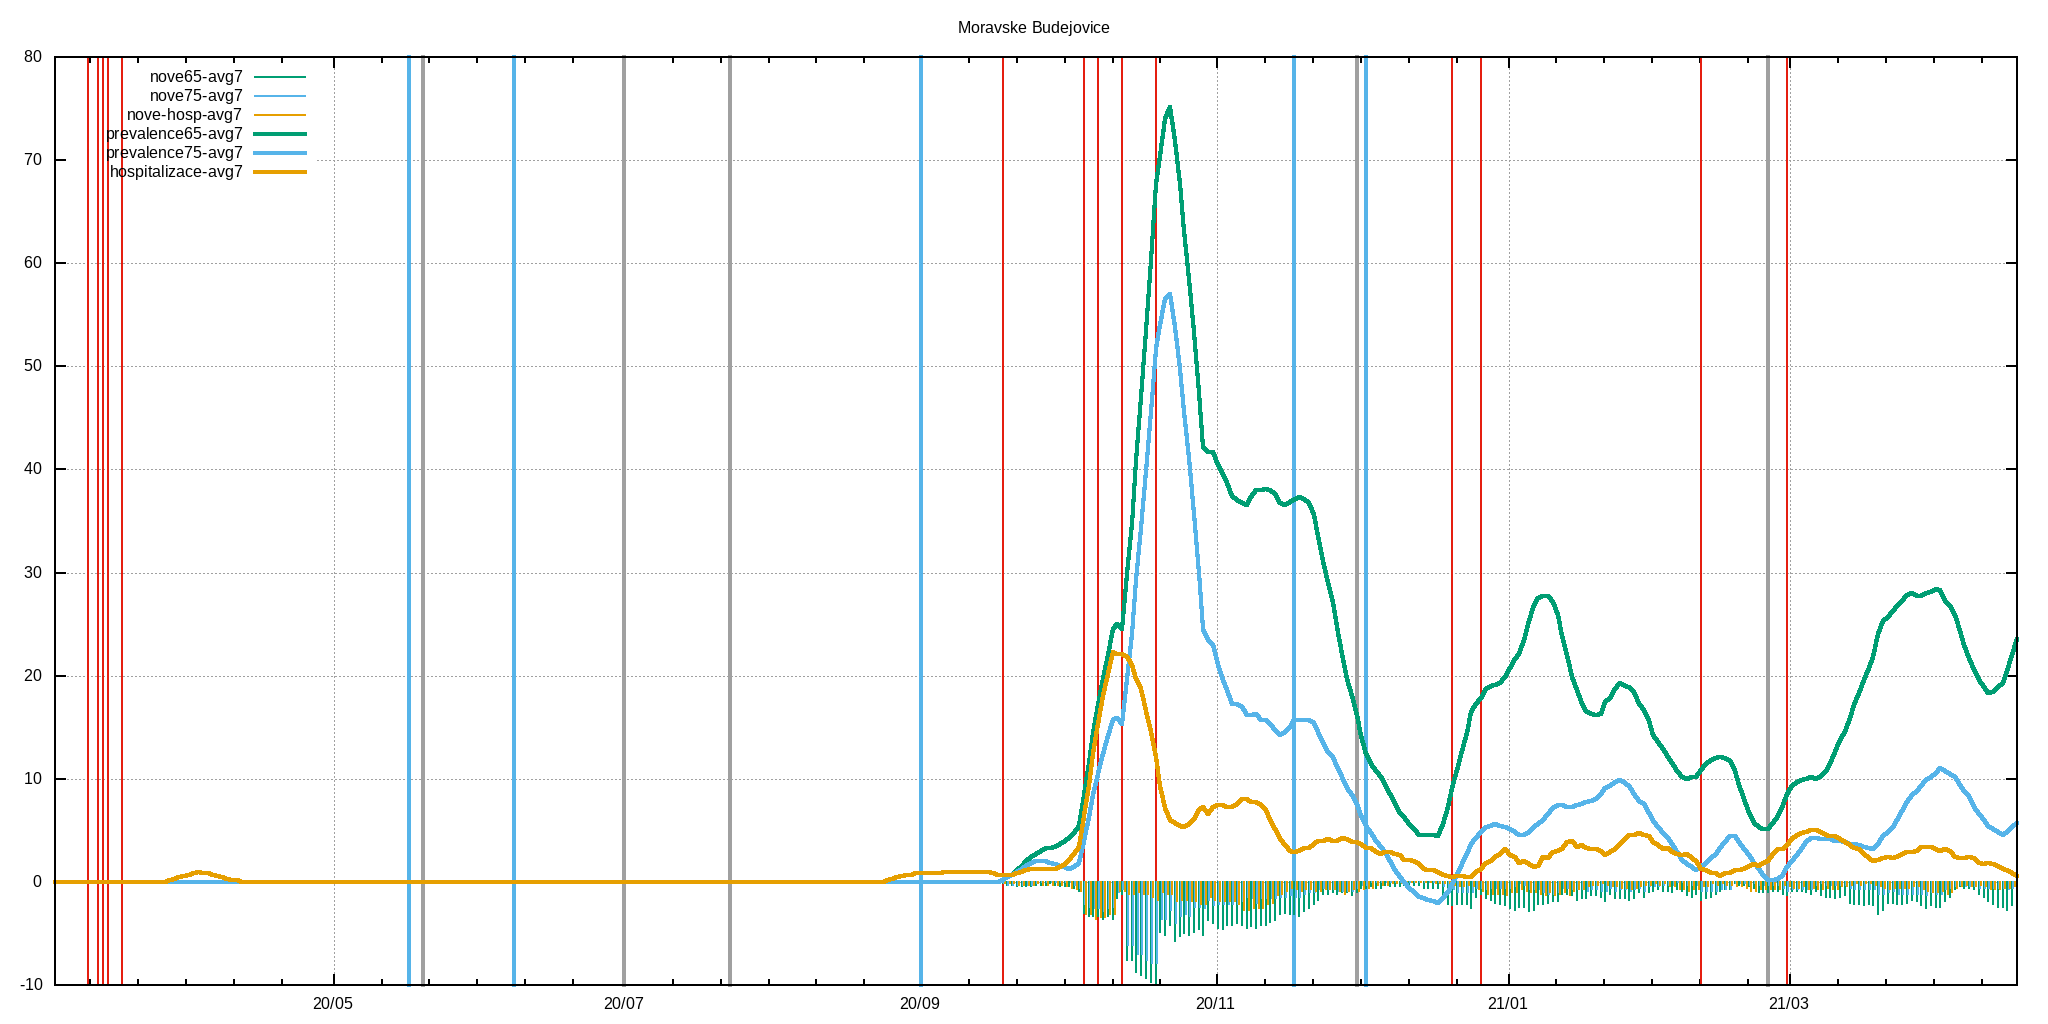 Moravske Budejovice
80
nove65-avg7
nove75-avg7
nove-hosp-avg7
prevalence65-avg7
prevalence75-avg7
hospitalizace-avg7
70
60
50
40
30
20
10
0
-10
20/05 20/07 20/09 20/11 21/01 21/03